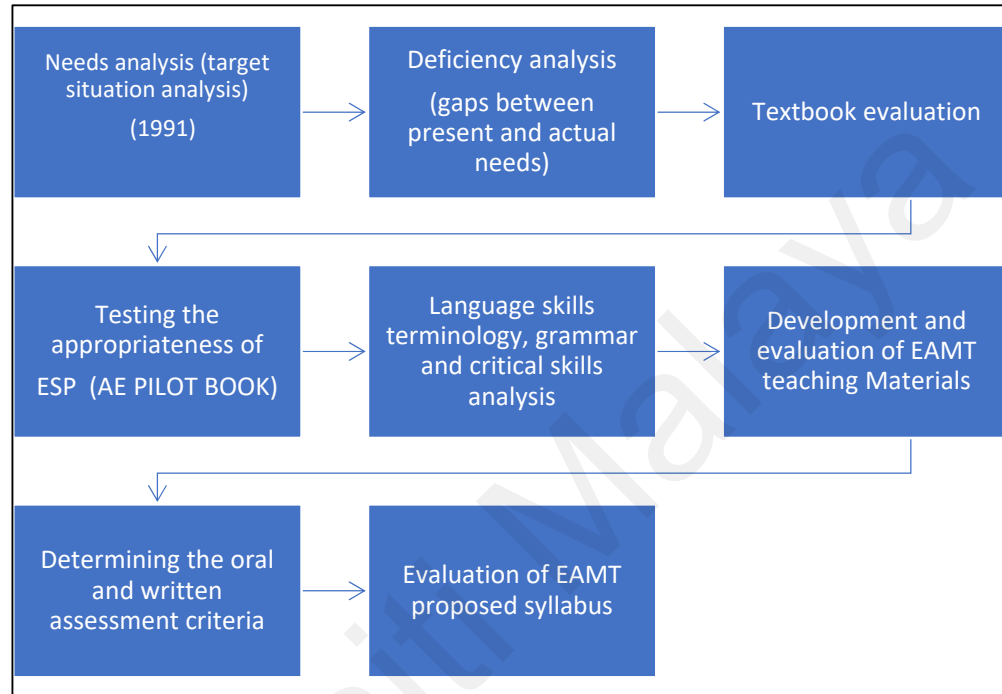 Needs analysis (target
situation analysis)
(1991)
Deficiency analysis
(gaps between
present and actual
needs)
Textbook evaluation
Testing the
appropriateness of
ESP (AE PILOT BOOK)
Language skills
terminology, grammar
and critical skills
analysis
Development and
evaluation of EAMT
teaching Materials
Determining the oral
and written
assessment criteria
Evaluation of EAMT
proposed syllabus
iti Malaya